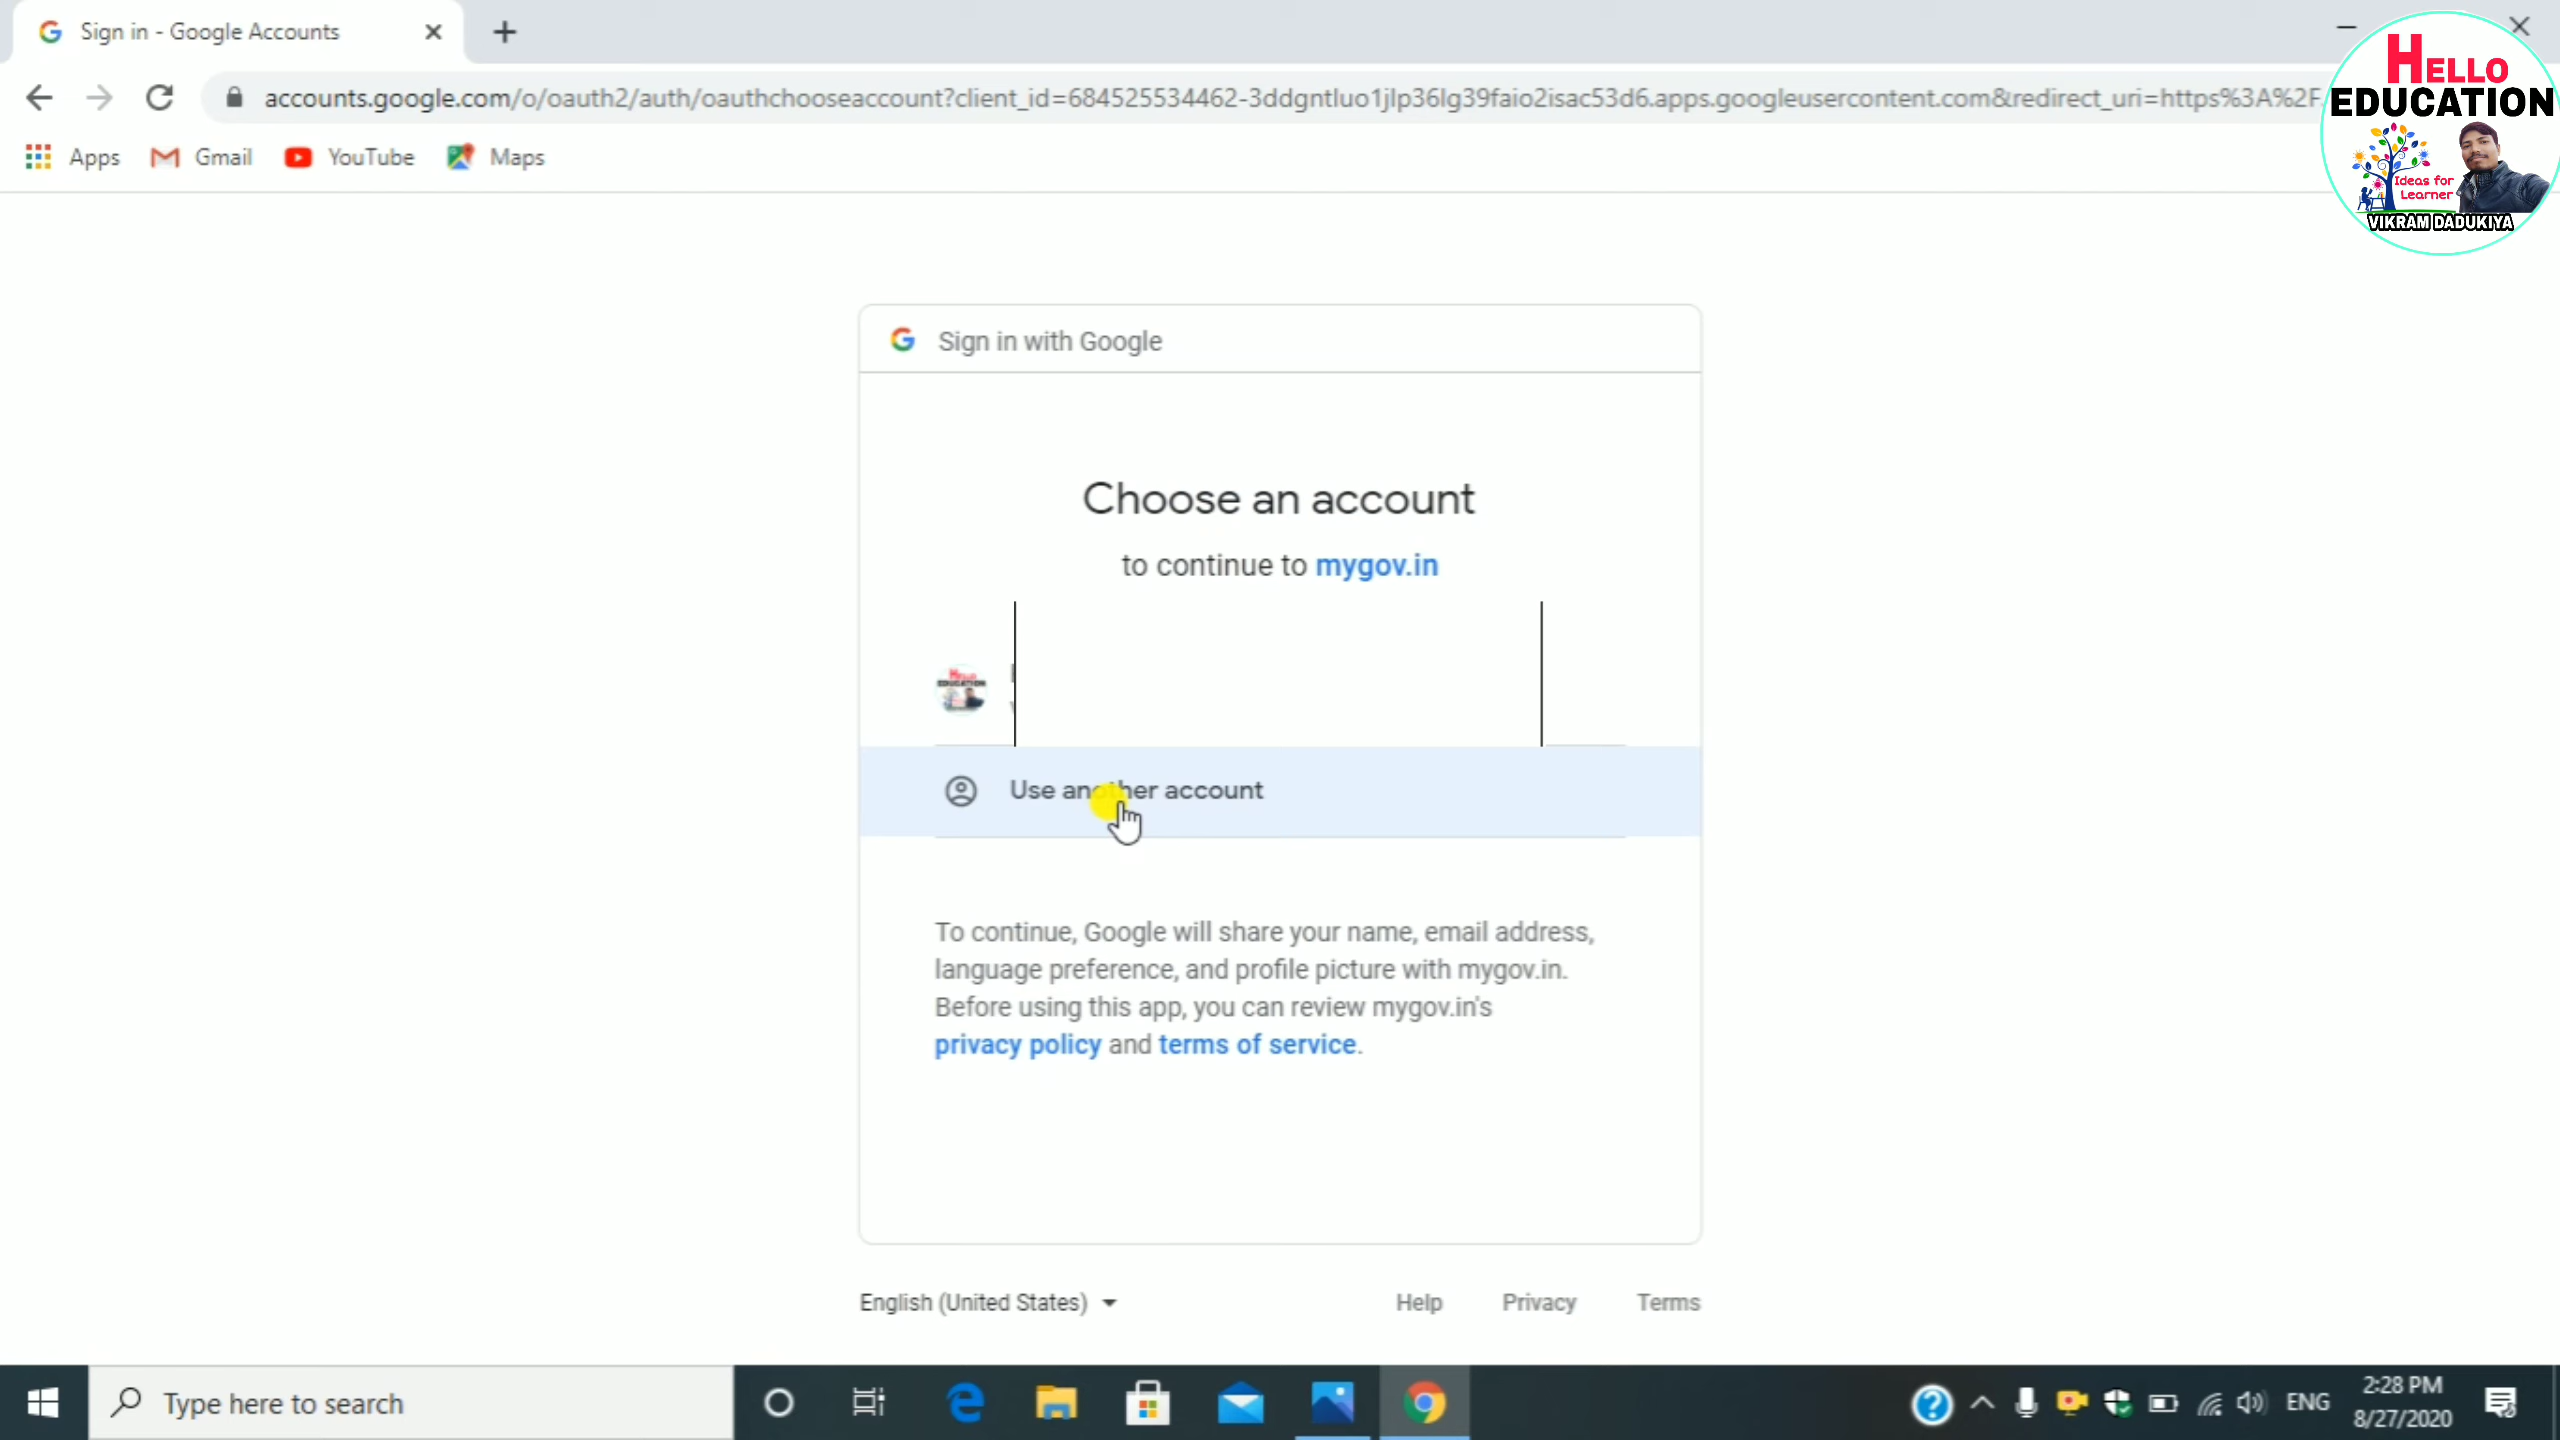 Sign in - Google Accounts
accounts.google.com/o/oauth2/auth/oauthchooseaccount?client_id=684525534462-3ddgntluo1jlp36lg39faio2isac53d6.apps.googleusercontent.com&redirect_uri=https%3A%2F
Apps Gmail YouTube Maps
HELLO
EDUCATION
Ideas for
Learner
VIKRAM DADUKIYA
Sign in with Google
Choose an account
to continue to mygov.in
HELLO
EDUCATION
Use another account
To continue, Google will share your name, email address,
language preference, and profile picture with mygov.in.
Before using this app, you can review mygov.in's
privacy policy and terms of service.
English (United States) Help Privacy Terms
Type here to search
ENG
2:28 PM
8/27/2020